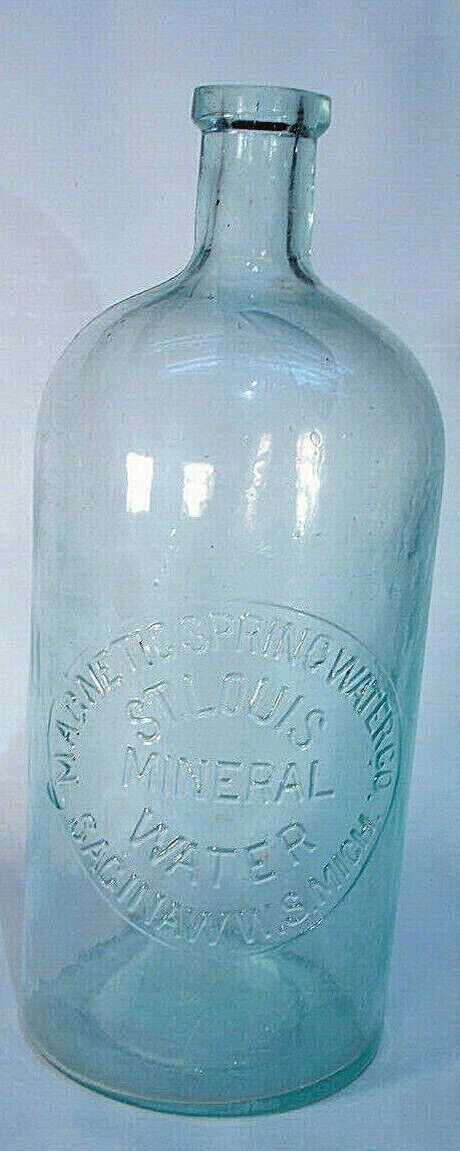 MAGNETIC SPRING WATER CO.
ST. LOUIS
MINERAL
WATER
SAGINAW W.S. MICH.